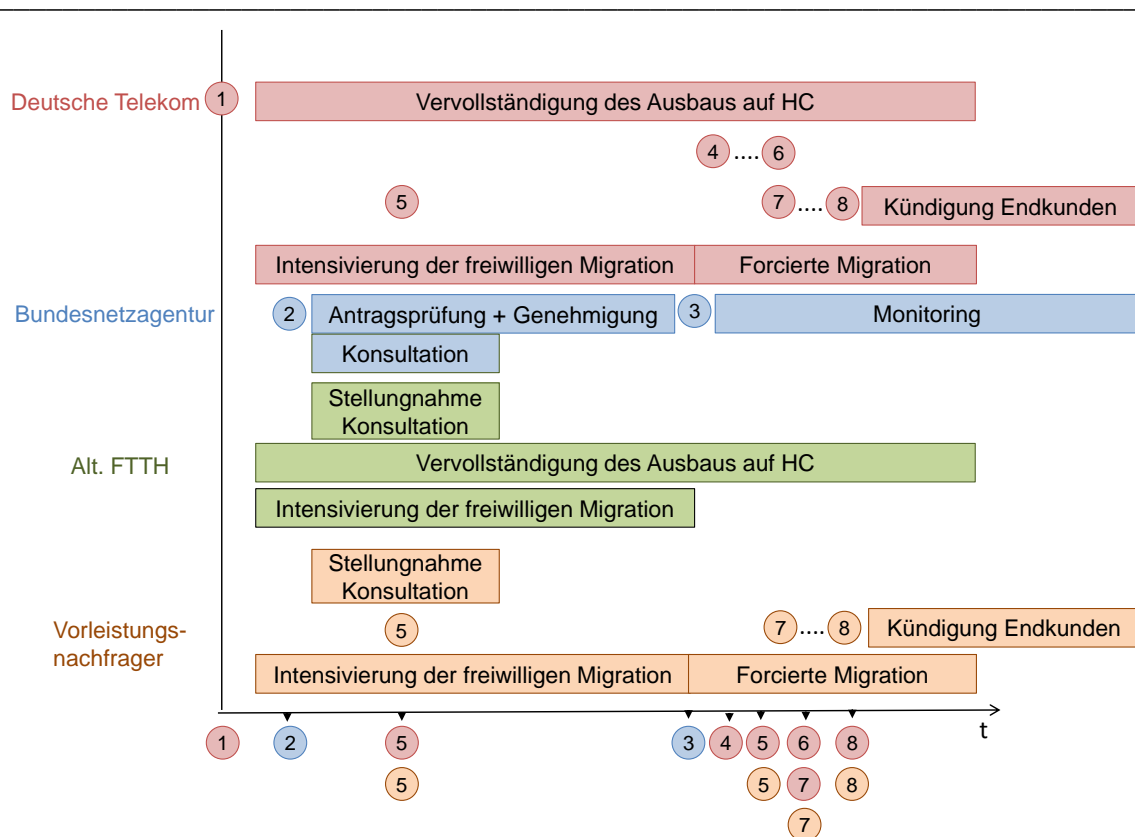 Deutsche Telekom
1
Vervollständigung des Ausbaus auf HC
4 .... 6
5
7 .... 8
Kündigung Endkunden
Intensivierung der freiwilligen Migration
Forcierte Migration
Bundesnetzagentur
2
Antragsprüfung + Genehmigung
3
Monitoring
Konsultation
Stellungnahme
Konsultation
Alt. FTTH
Vervollständigung des Ausbaus auf HC
Intensivierung der freiwilligen Migration
Stellungnahme
Konsultation
Vorleistungs-
nachfrager
5
7 .... 8
Kündigung Endkunden
Intensivierung der freiwilligen Migration
Forcierte Migration
t
1 2 5 3 4 5 6 8
5 5 7 8
7